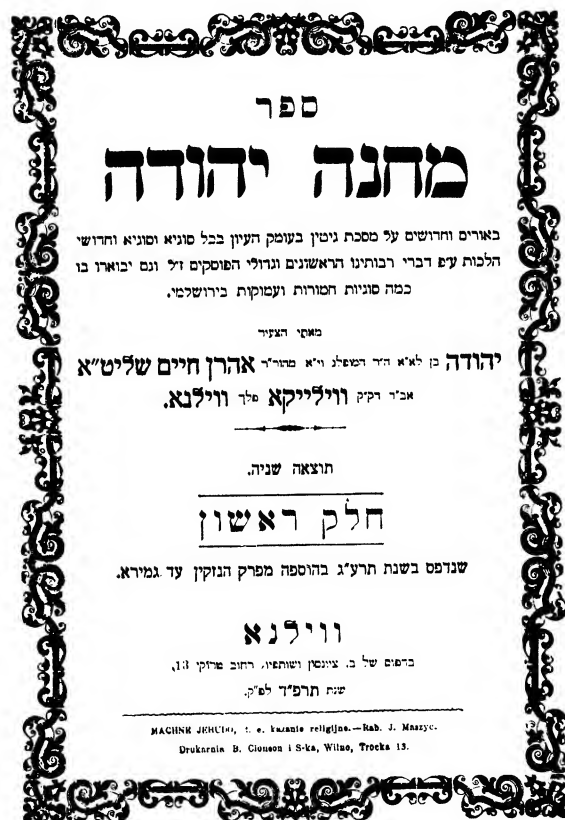 ספר
מחנה יהודה
באורים וחדושים על מסכת גיטין בעומק העיון בכל סוגיא וסוגיא וחדושי
הלכות ע״פ דברי רבותינו הראשונים וגדולי הפוסקים ז״ל וגם יבוארו בו
כמה סוגיות חמורות ועמוקות בירושלמי.
מאתי הצעיר
יהודה בן לא״א ה״ר המופלג וי״א מהור״ר אהרן חיים שליט״א
אב״ד דק״ק ווילייקא פלך ווילנא.
תוצאה שניה.
חלק ראשון
שנדפס בשנת תרע״ג בהוספה מפרק הנזקין עד גמירא.
ווילנא
בדפוס של ב. ציונסון ושותפיו, רחוב טרוקי 13,
שנת תרפ״ד לפ״ק.
MACHNE JEHUDO, t. e. kazanie religijne.—Rab. J. Maszyc.
Drukarnia B. Cionson i S-ka, Wilno, Trocka 13.